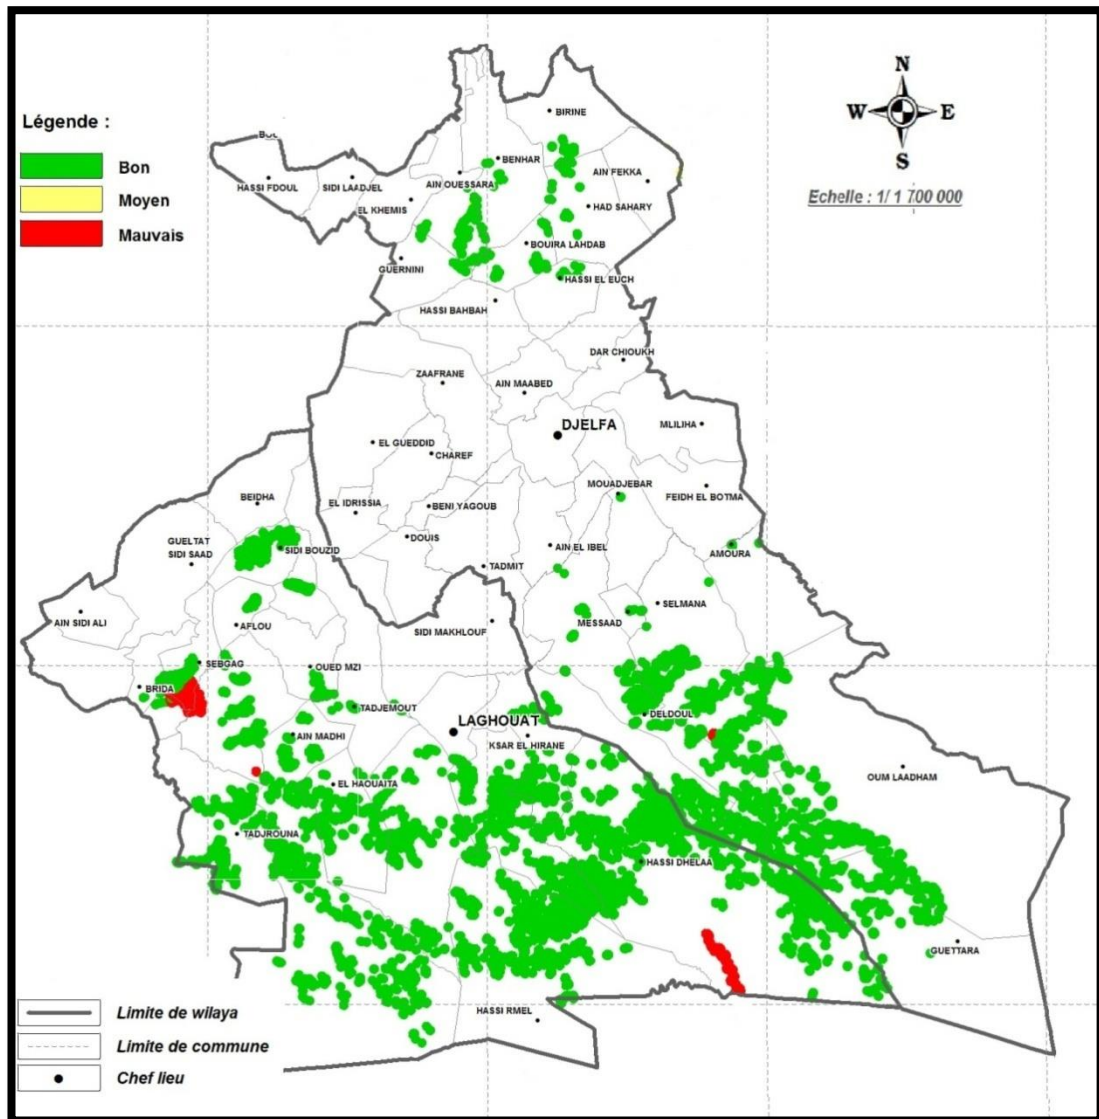 N
W
E
S
Echelle : 1/ 1 700 000
Légende :
Bon
Moyen
Mauvais
BIRINE
BENHAR
AIN OUESSARA
AIN FEKKA
HASSI FDOUL
SIDI LAADJEL
EL KHEMIS
HAD SAHARY
BOUIRA LAHDAB
GUERNINI
HASSI EL EUCH
HASSI BAHBAH
DAR CHIOUKH
ZAAFRANE
AIN MAABED
DJELFA
MLILIHA
EL GUEDDID
CHAREF
MOUADJEBAR
FEIDH EL BOTMA
BEIDHA
EL IDRISSIA
BENI YAGOUB
GUELTAT
SIDI SAAD
SIDI BOUZID
DOUIS
AIN EL IBEL
AMOURA
TADMIT
AIN SIDI ALI
AFLOU
SIDI MAKHLOUF
MESSAAD
SELMANA
SEBGAG
OUED MZI
BRIDA
TADJEMOUT
LAGHOUAT
DELDOUL
AIN MADHI
KSAR EL HIRANE
OUM LAADHAM
EL HAOUAITA
TADJROUNA
HASSI DHELAA
GUETTARA
HASSI RMEL
Limite de wilaya
Limite de commune
Chef lieu